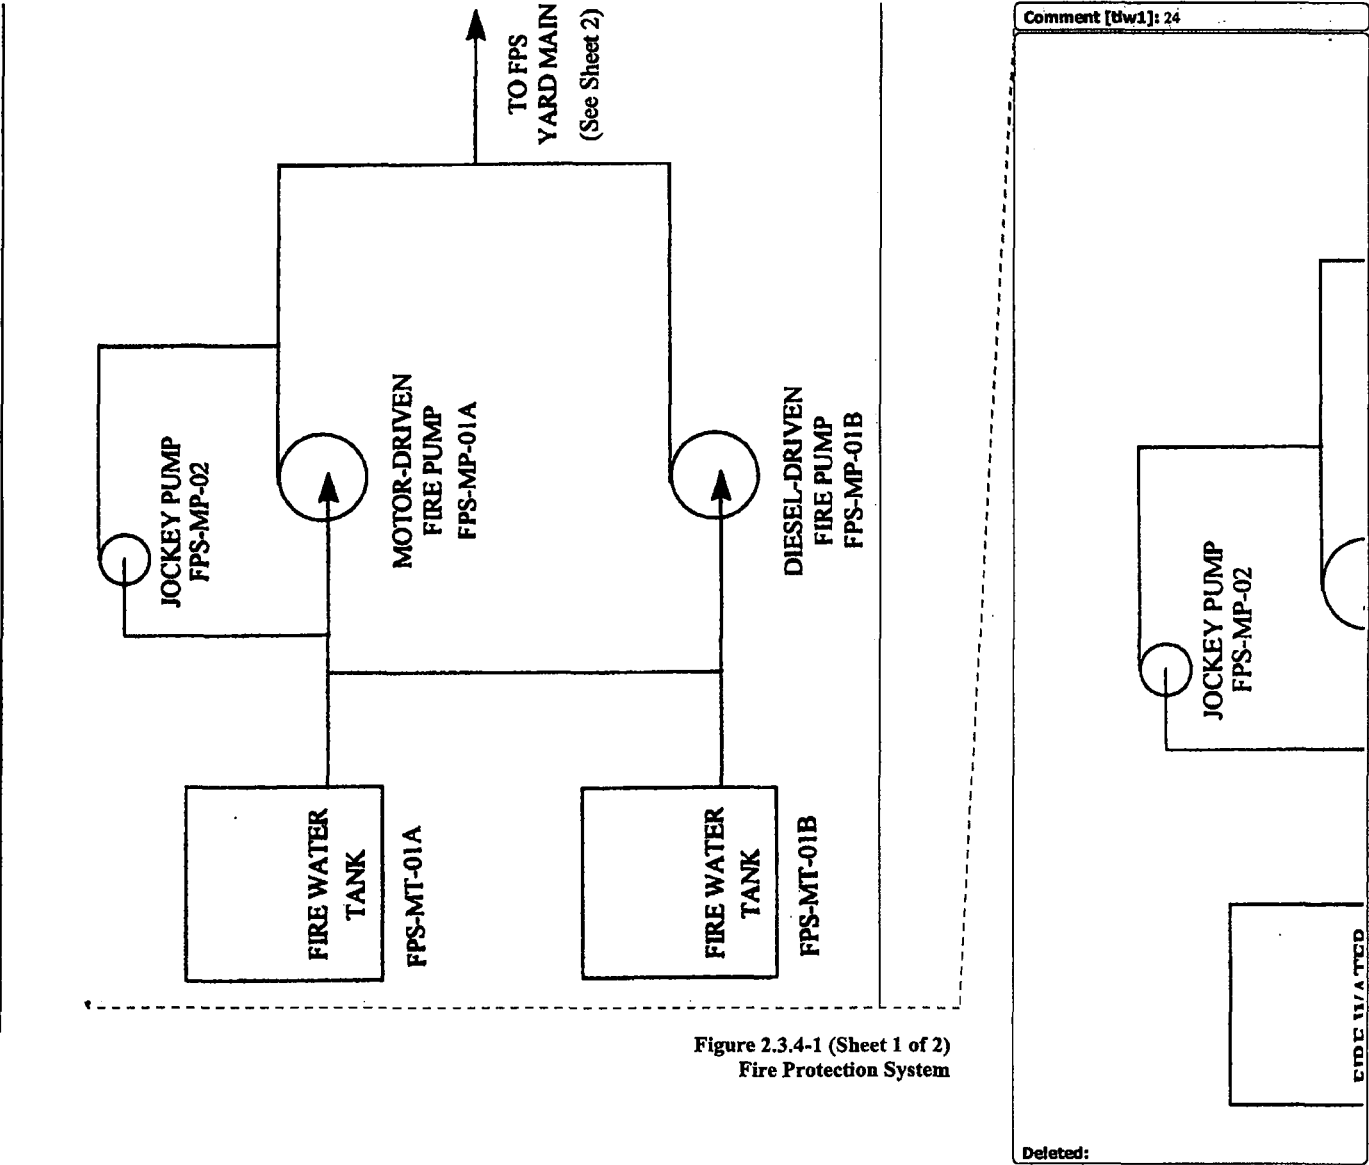 TO FPS
YARD MAIN
(See Sheet 2)
JOCKEY PUMP
FPS-MP-02
MOTOR-DRIVEN
FIRE PUMP
FPS-MP-01A
DIESEL-DRIVEN
FIRE PUMP
FPS-MP-01B
FIRE WATER
TANK
FPS-MT-01A
FIRE WATER
TANK
FPS-MT-01B
Figure 2.3.4-1 (Sheet 1 of 2)
Fire Protection System
Comment [tlw1]: 24
JOCKEY PUMP
FPS-MP-02
FIRE WATER
Deleted: